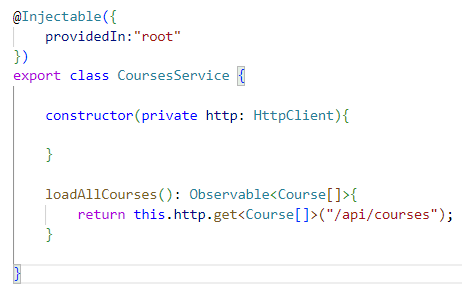 @Injectable({
providedIn:"root"
})
export class CoursesService {
constructor(private http: HttpClient){
}
loadAllCourses(): Observable<Course[]>{
return this.http.get<Course[]>("/api/courses");
}
}